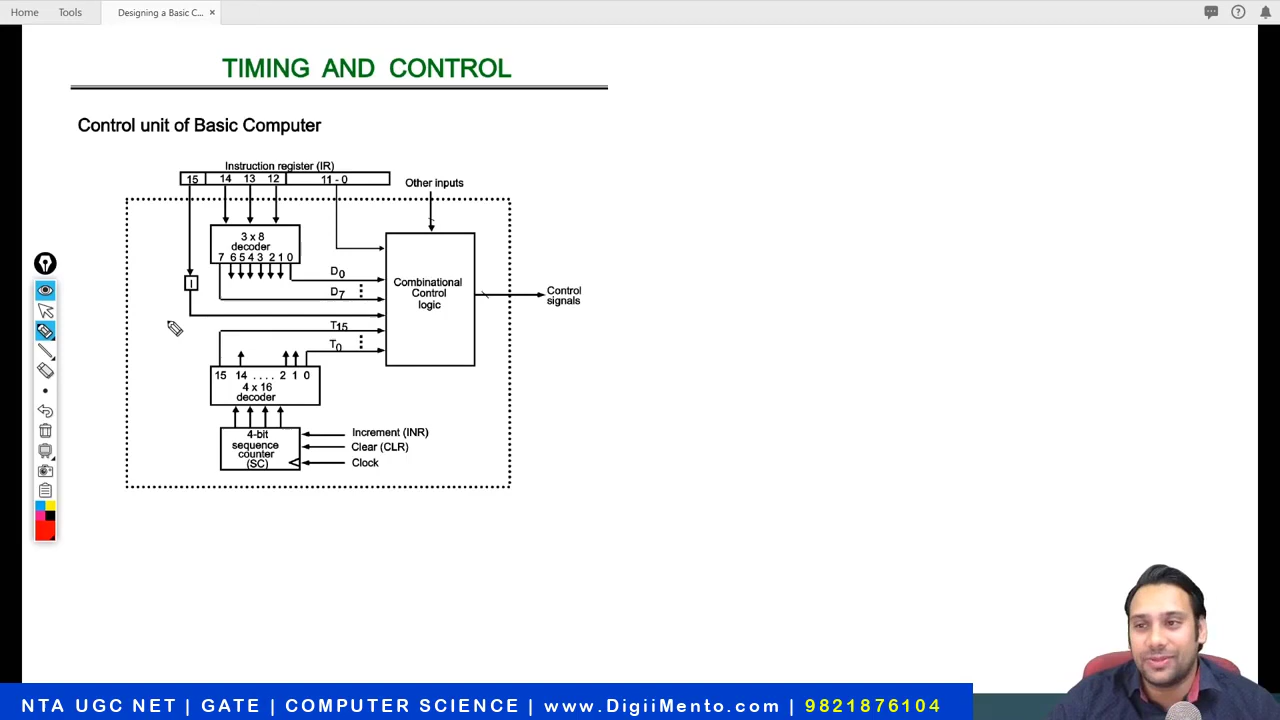 Home Tools Designing a Basic C... ×
TIMING AND CONTROL
Control unit of Basic Computer
Instruction register (IR)
15 14 13 12 11 - 0
Other inputs
3 x 8
decoder
7 6 5 4 3 2 1 0
D0
D7
I
Combinational
Control
logic
Control
signals
T15
T0
15 14 . . . . 2 1 0
4 x 16
decoder
4-bit
sequence
counter
(SC)
Increment (INR)
Clear (CLR)
Clock
NTA UGC NET | GATE | COMPUTER SCIENCE | www.DigiiMento.com | 9821876104